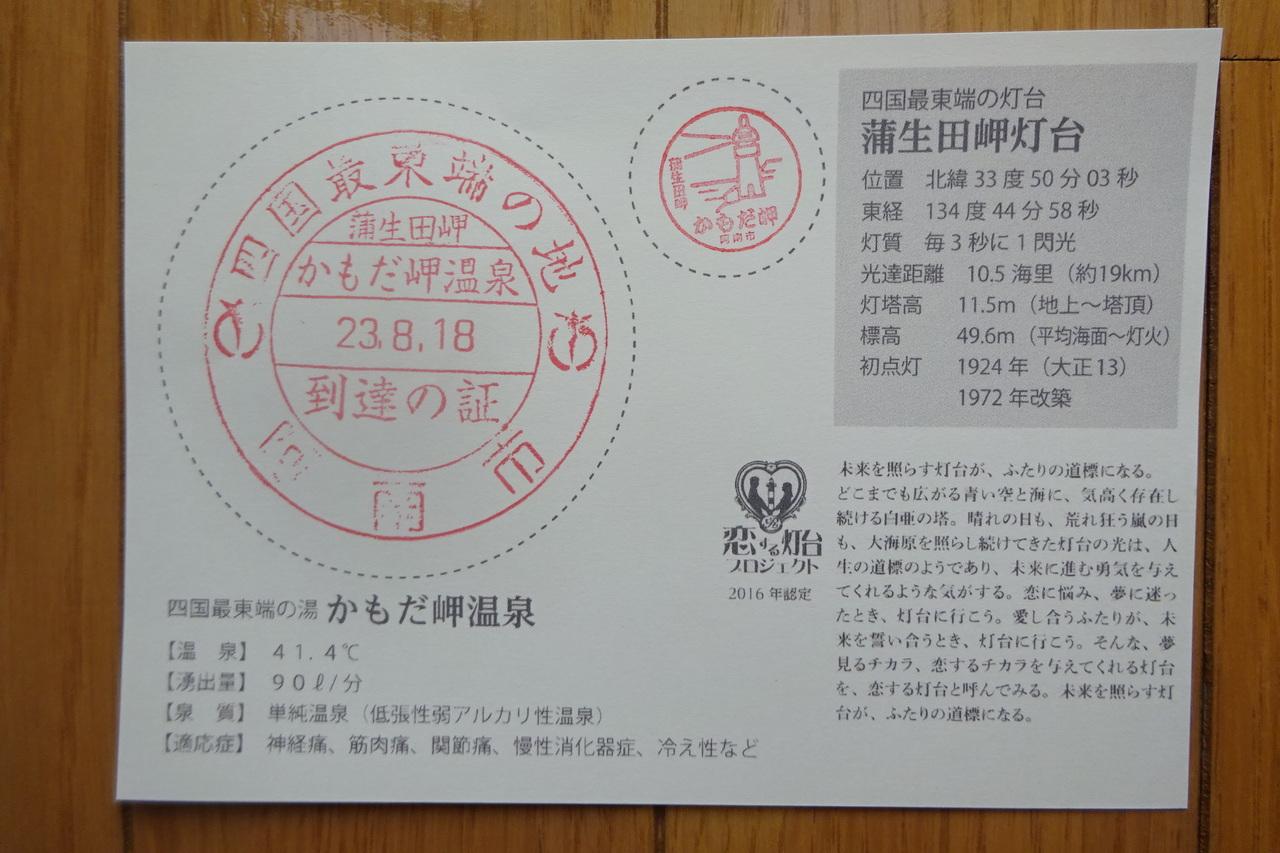 四国最東端の地
蒲生田岬
かもだ岬温泉
23.8.18
到達の証
阿南市
蒲生田岬
かもだ岬
阿南市
四国最東端の灯台
蒲生田岬灯台
位置 北緯 33 度 50 分 03 秒
東経 134 度 44 分 58 秒
灯質 毎 3 秒に 1 閃光
光達距離 10.5 海里（約19km）
灯塔高 11.5m（地上～塔頂）
標高 49.6m（平均海面～灯火）
初点灯 1924 年（大正 13）
1972 年改築
恋する灯台
プロジェクト
2016 年認定
未来を照らす灯台が、ふたりの道標になる。
どこまでも広がる青い空と海に、気高く存在し
続ける白亜の塔。晴れの日も、荒れ狂う嵐の日
も、大海原を照らし続けてきた灯台の光は、人
生の道標のようであり、未来に進む勇気を与え
てくれるような気がする。恋に悩み、夢に迷っ
たとき、灯台に行こう。愛し合うふたりが、未
来を誓い合うとき、灯台に行こう。そんな、夢
見るチカラ、恋するチカラを与えてくれる灯台
を、恋する灯台と呼んでみる。未来を照らす灯
台が、ふたりの道標になる。
四国最東端の湯 かもだ岬温泉
【温 泉】 ４１．４℃
【湧出量】 ９０ℓ/分
【泉 質】 単純温泉（低張性弱アルカリ性温泉）
【適応症】 神経痛、筋肉痛、関節痛、慢性消化器症、冷え性など